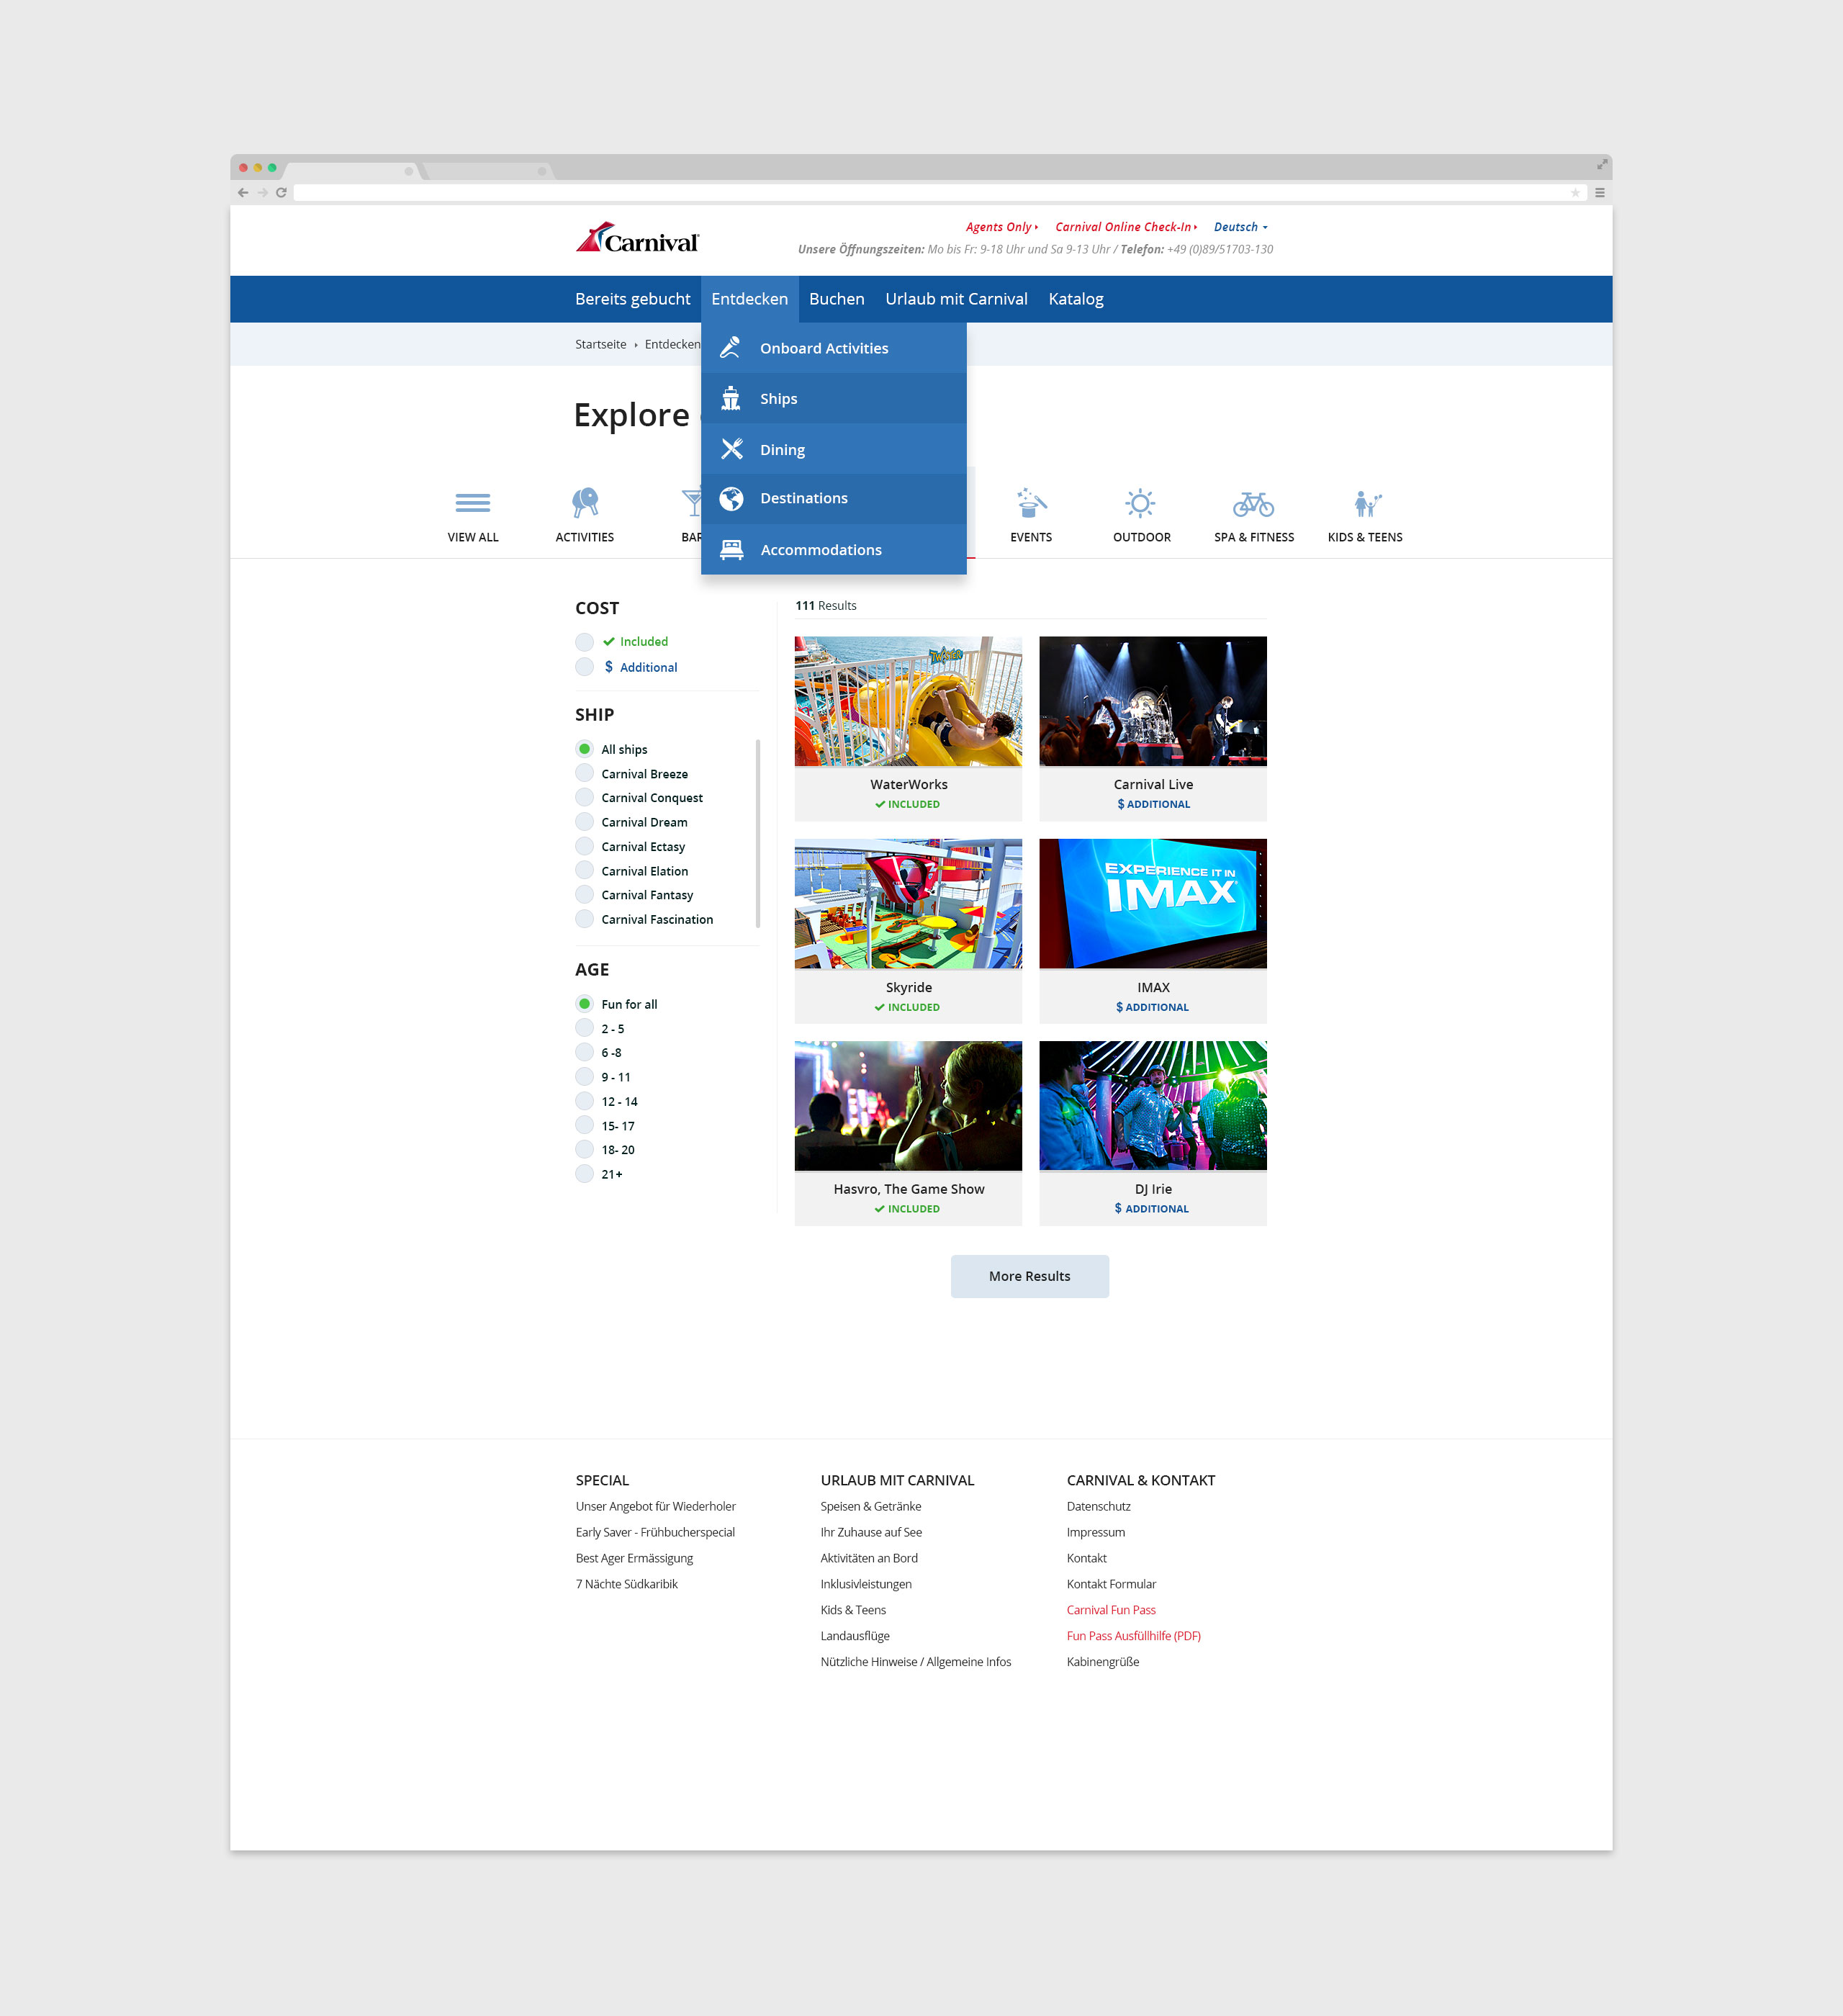 Carnival
Agents Only
Carnival Online Check-In
Deutsch
Unsere Öffnungszeiten: Mo bis Fr: 9-18 Uhr und Sa 9-13 Uhr / Telefon: +49 (0)89/51703-130
Bereits gebucht
Entdecken
Buchen
Urlaub mit Carnival
Katalog
Startseite
Entdecken
Onboard Activities
Ships
Dining
Destinations
Accommodations
Explore
VIEW ALL
ACTIVITIES
EVENTS
OUTDOOR
SPA & FITNESS
KIDS & TEENS
COST
Included
$ Additional
SHIP
All ships
Carnival Breeze
Carnival Conquest
Carnival Dream
Carnival Ectasy
Carnival Elation
Carnival Fantasy
Carnival Fascination
AGE
Fun for all
2 - 5
6 -8
9 - 11
12 - 14
15- 17
18- 20
21+
111 Results
TWISTER
WaterWorks
INCLUDED
Carnival Live
$ ADDITIONAL
Skyride
INCLUDED
EXPERIENCE IT IN
IMAX
IMAX
$ ADDITIONAL
Hasvro, The Game Show
INCLUDED
DJ Irie
$ ADDITIONAL
More Results
SPECIAL
Unser Angebot für Wiederholer
Early Saver - Frühbucherspecial
Best Ager Ermässigung
7 Nächte Südkaribik
URLAUB MIT CARNIVAL
Speisen & Getränke
Ihr Zuhause auf See
Aktivitäten an Bord
Inklusivleistungen
Kids & Teens
Landausflüge
Nützliche Hinweise / Allgemeine Infos
CARNIVAL & KONTAKT
Datenschutz
Impressum
Kontakt
Kontakt Formular
Carnival Fun Pass
Fun Pass Ausfüllhilfe (PDF)
Kabinengrüße